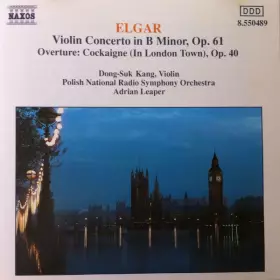 NAXOS
DDD
8.550489
ELGAR
Violin Concerto in B Minor, Op. 61
Overture: Cockaigne (In London Town), Op. 40
Dong-Suk Kang, Violin
Polish National Radio Symphony Orchestra
Adrian Leaper